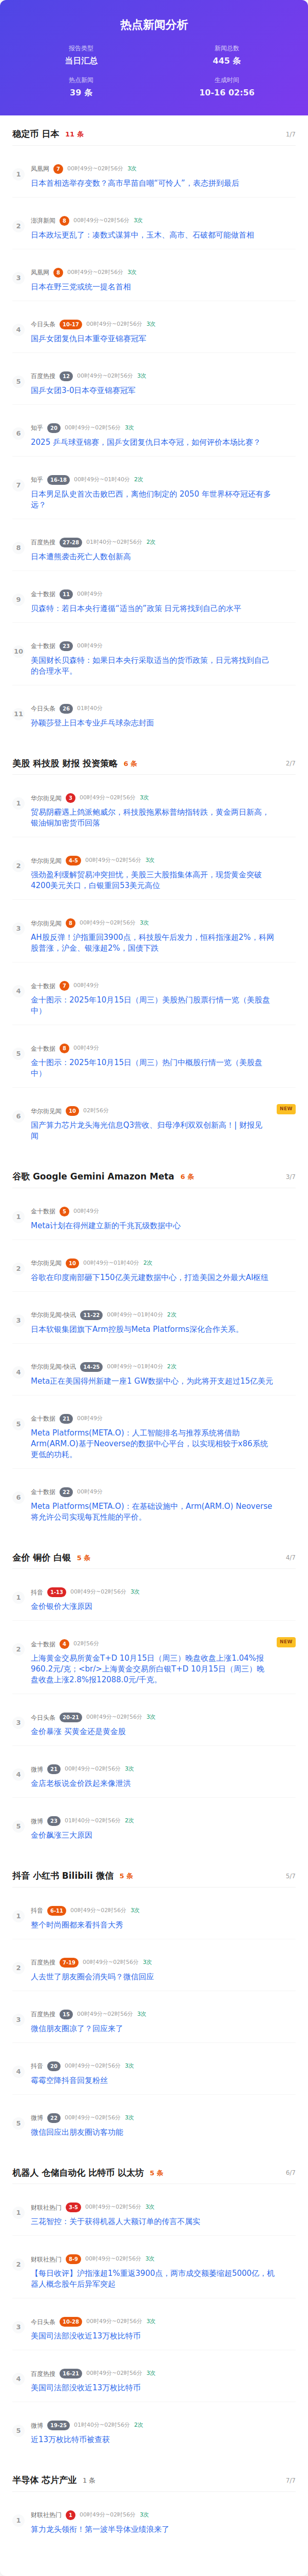 热点新闻分析
报告类型
新闻总数
当日汇总
445 条
热点新闻
生成时间
39 条
10-16 02:56
稳定币 日本 11 条 1/7
1
凤凰网 7 00时49分~02时56分 3次
日本首相选举存变数？高市早苗自嘲“可怜人”，表态拼到最后
2
澎湃新闻 8 00时49分~02时56分 3次
日本政坛更乱了：凑数式谋算中，玉木、高市、石破都可能做首相
3
凤凰网 8 00时49分~02时56分 3次
日本在野三党或统一提名首相
4
今日头条 10-17 00时49分~02时56分 3次
国乒女团复仇日本重夺亚锦赛冠军
5
百度热搜 12 00时49分~02时56分 3次
国乒女团3-0日本夺亚锦赛冠军
6
知乎 20 00时49分~02时56分 3次
2025 乒乓球亚锦赛，国乒女团复仇日本夺冠，如何评价本场比赛？
7
知乎 16-18 00时49分~01时40分 2次
日本男足队史首次击败巴西，离他们制定的 2050 年世界杯夺冠还有多
远？
8
百度热搜 27-28 01时40分~02时56分 2次
日本遭熊袭击死亡人数创新高
9
金十数据 11 00时49分
贝森特：若日本央行遵循“适当的”政策 日元将找到自己的水平
10
金十数据 23 00时49分
美国财长贝森特：如果日本央行采取适当的货币政策，日元将找到自己
的合理水平。
11
今日头条 26 01时40分
孙颖莎登上日本专业乒乓球杂志封面
美股 科技股 财报 投资策略 6 条 2/7
1
华尔街见闻 3 00时49分~02时56分 3次
贸易阴霾遇上鸽派鲍威尔，科技股拖累标普纳指转跌，黄金两日新高，
银油铜加密货币回落
2
华尔街见闻 4-5 00时49分~02时56分 3次
强劲盈利缓解贸易冲突担忧，美股三大股指集体高开，现货黄金突破
4200美元关口，白银重回53美元高位
3
华尔街见闻 8 00时49分~02时56分 3次
AH股反弹！沪指重回3900点，科技股午后发力，恒科指涨超2%，科网
股普涨，沪金、银涨超2%，国债下跌
4
金十数据 7 00时49分
金十图示：2025年10月15日（周三）美股热门股票行情一览（美股盘
中）
5
金十数据 8 00时49分
金十图示：2025年10月15日（周三）热门中概股行情一览（美股盘
中）
6
华尔街见闻 10 02时56分 NEW
国产算力芯片龙头海光信息Q3营收、归母净利双双创新高！| 财报见
闻
谷歌 Google Gemini Amazon Meta 6 条 3/7
1
金十数据 5 00时49分
Meta计划在得州建立新的千兆瓦级数据中心
2
华尔街见闻 10 00时49分~01时40分 2次
谷歌在印度南部砸下150亿美元建数据中心，打造美国之外最大AI枢纽
3
华尔街见闻-快讯 11-22 00时49分~01时40分 2次
日本软银集团旗下Arm控股与Meta Platforms深化合作关系。
4
华尔街见闻-快讯 14-25 00时49分~01时40分 2次
Meta正在美国得州新建一座1 GW数据中心，为此将开支超过15亿美元
5
金十数据 21 00时49分
Meta Platforms(META.O)：人工智能排名与推荐系统将借助
Arm(ARM.O)基于Neoverse的数据中心平台，以实现相较于x86系统
更低的功耗。
6
金十数据 22 00时49分
Meta Platforms(META.O)：在基础设施中，Arm(ARM.O) Neoverse
将允许公司实现每瓦性能的平价。
金价 铜价 白银 5 条 4/7
1
抖音 1-13 00时49分~02时56分 3次
金价银价大涨原因
2
金十数据 4 02时56分 NEW
上海黄金交易所黄金T+D 10月15日（周三）晚盘收盘上涨1.04%报
960.2元/克；<br/>上海黄金交易所白银T+D 10月15日（周三）晚
盘收盘上涨2.8%报12088.0元/千克。
3
今日头条 20-21 00时49分~02时56分 3次
金价暴涨 买黄金还是黄金股
4
微博 21 00时49分~02时56分 3次
金店老板说金价跌起来像泄洪
5
微博 23 01时40分~02时56分 2次
金价飙涨三大原因
抖音 小红书 Bilibili 微信 5 条 5/7
1
抖音 6-11 00时49分~02时56分 3次
整个时尚圈都来看抖音大秀
2
百度热搜 7-19 00时49分~02时56分 3次
人去世了朋友圈会消失吗？微信回应
3
百度热搜 15 00时49分~02时56分 3次
微信朋友圈凉了？回应来了
4
抖音 20 00时49分~02时56分 3次
霉霉空降抖音回复粉丝
5
微博 22 00时49分~02时56分 3次
微信回应出朋友圈访客功能
机器人 仓储自动化 比特币 以太坊 5 条 6/7
1
财联社热门 3-5 00时49分~02时56分 3次
三花智控：关于获得机器人大额订单的传言不属实
2
财联社热门 8-9 00时49分~02时56分 3次
【每日收评】沪指涨超1%重返3900点，两市成交额萎缩超5000亿，机
器人概念股午后异军突起
3
今日头条 10-28 00时49分~02时56分 3次
美国司法部没收近13万枚比特币
4
百度热搜 16-21 00时49分~02时56分 3次
美国司法部没收近13万枚比特币
5
微博 19-25 01时40分~02时56分 2次
近13万枚比特币被查获
半导体 芯片产业 1 条 7/7
1
财联社热门 1 00时49分~02时56分 3次
算力龙头领衔！第一波半导体业绩浪来了